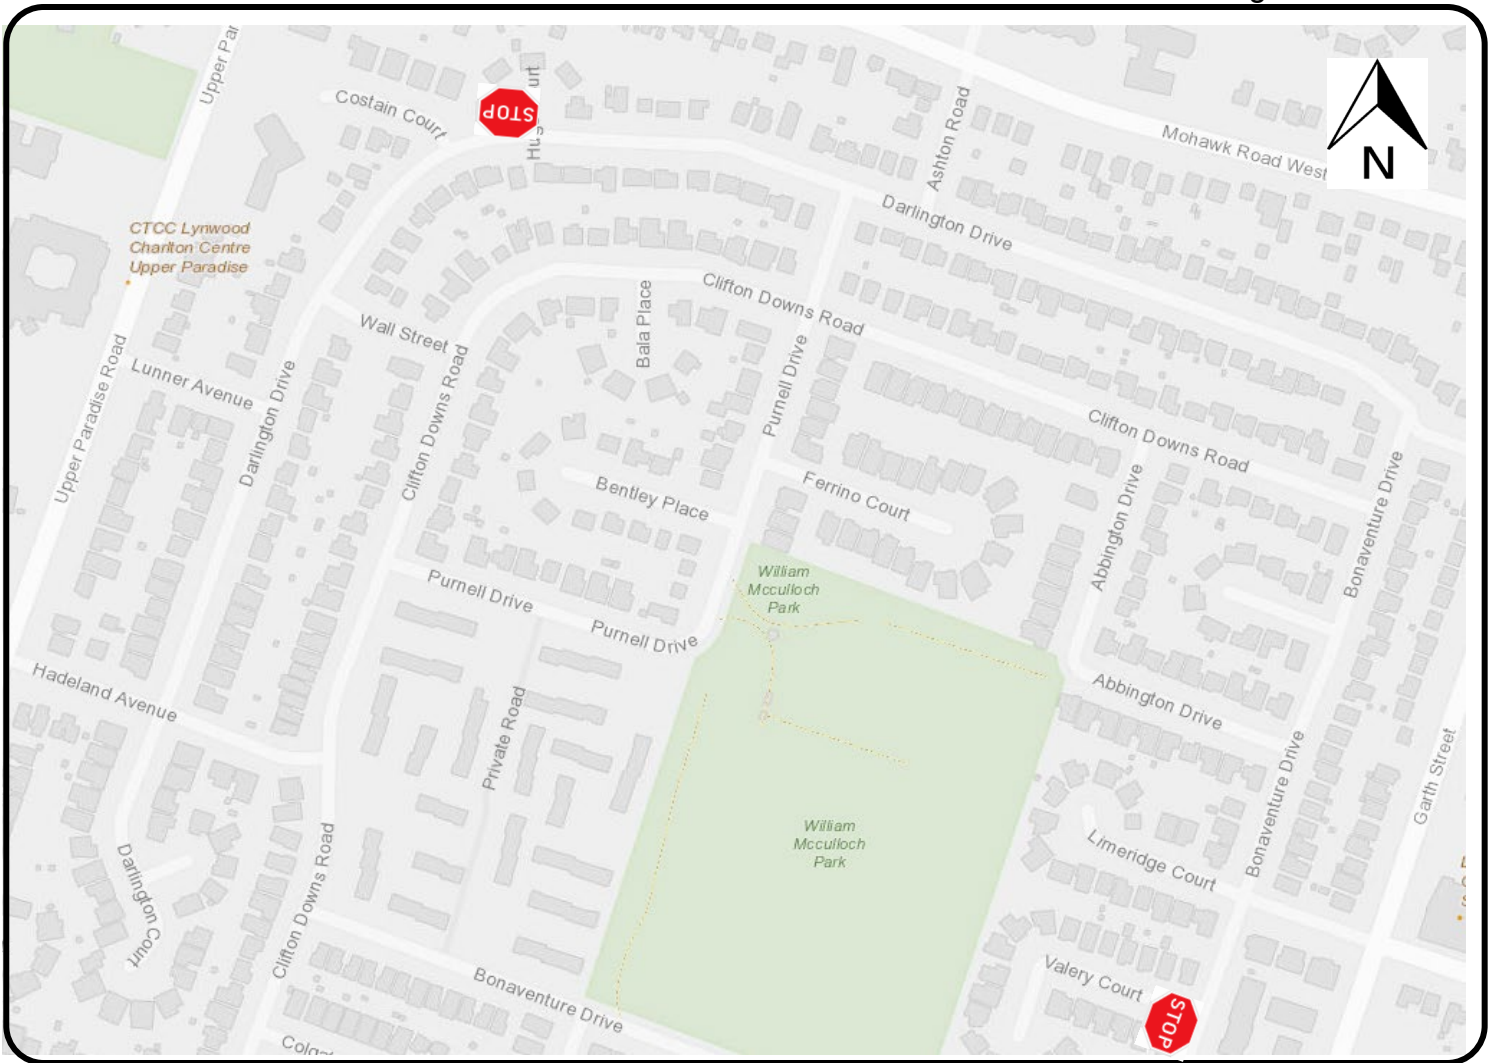 Upper Par
Costain Court
STOP
urt
Ashton Road
Mohawk Road West
N
CTCC Lynwood
Charlton Centre
Upper Paradise
Darlington Drive
Clifton Downs Road
Bala Place
Wall Street
Lunner Avenue
Darlington Drive
Upper Paradise Road
Clifton Downs Road
Purnell Drive
Clifton Downs Road
Bentley Place
Ferrino Court
Abbington Drive
Bonaventure Drive
William
Mcculloch
Park
Purnell Drive
Purnell Drive
Hadeland Avenue
Private Road
Abbington Drive
Bonaventure Drive
Garth Street
William
Mcculloch
Park
Limeridge Court
Darlington Court
Clifton Downs Road
Valery Court
Bonaventure Drive
STOP